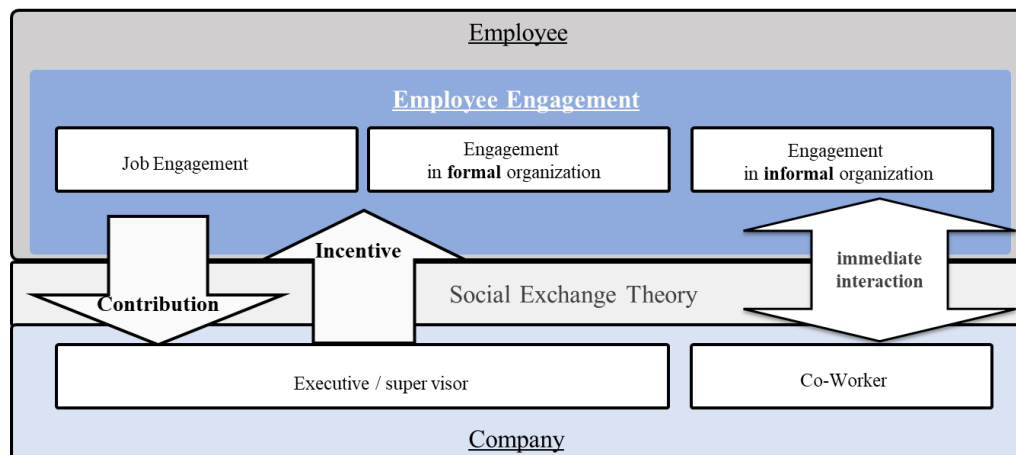 Employee
Employee Engagement
Job Engagement
Engagement
in formal organization
Engagement
in informal organization
Contribution
Incentive
immediate
interaction
Social Exchange Theory
Executive / super visor
Co-Worker
Company